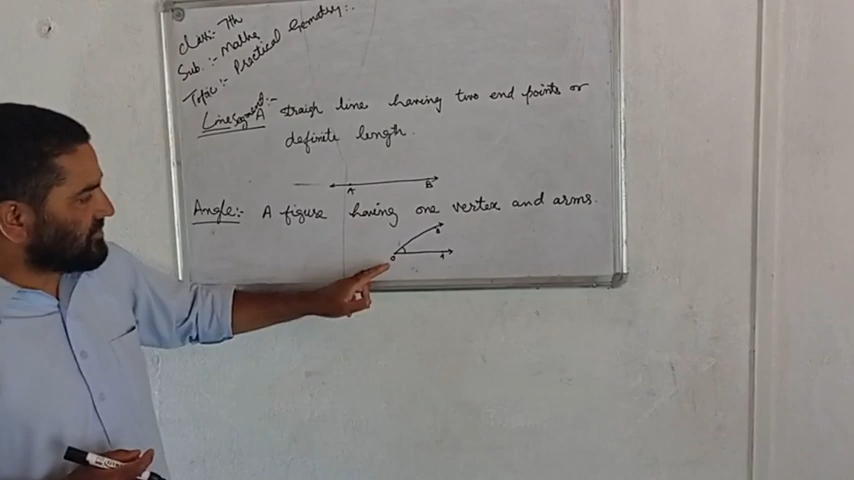 Class:- 7th
Sub. :- Maths
Topic:- Practical Geometry:.
Line Segment:- A straigh line having two end points or
definite length.
A B
Angle:- A figure having one vertex and arms.
B
O A